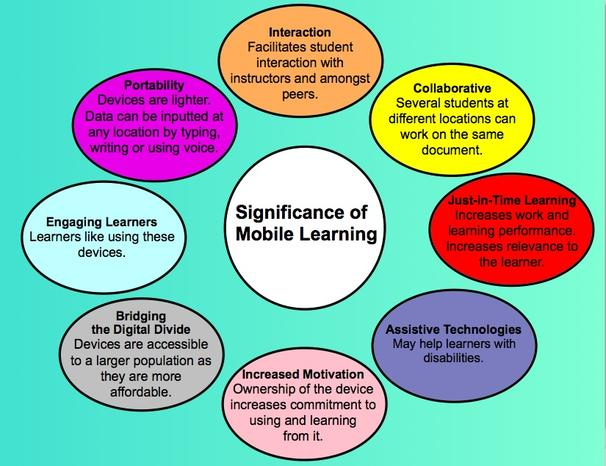 Interaction
Facilitates student
interaction with
instructors and amongst
peers.
Portability
Devices are lighter.
Data can be inputted at
any location by typing,
writing or using voice.
Collaborative
Several students at
different locations can
work on the same
document.
Significance of
Mobile Learning
Just-in-Time Learning
Increases work and
learning performance.
Increases relevance to
the learner.
Engaging Learners
Learners like using these
devices.
Bridging
the Digital Divide
Devices are accessible
to a larger population as
they are more
affordable.
Assistive Technologies
May help learners with
disabilities.
Increased Motivation
Ownership of the device
increases commitment to
using and learning
from it.